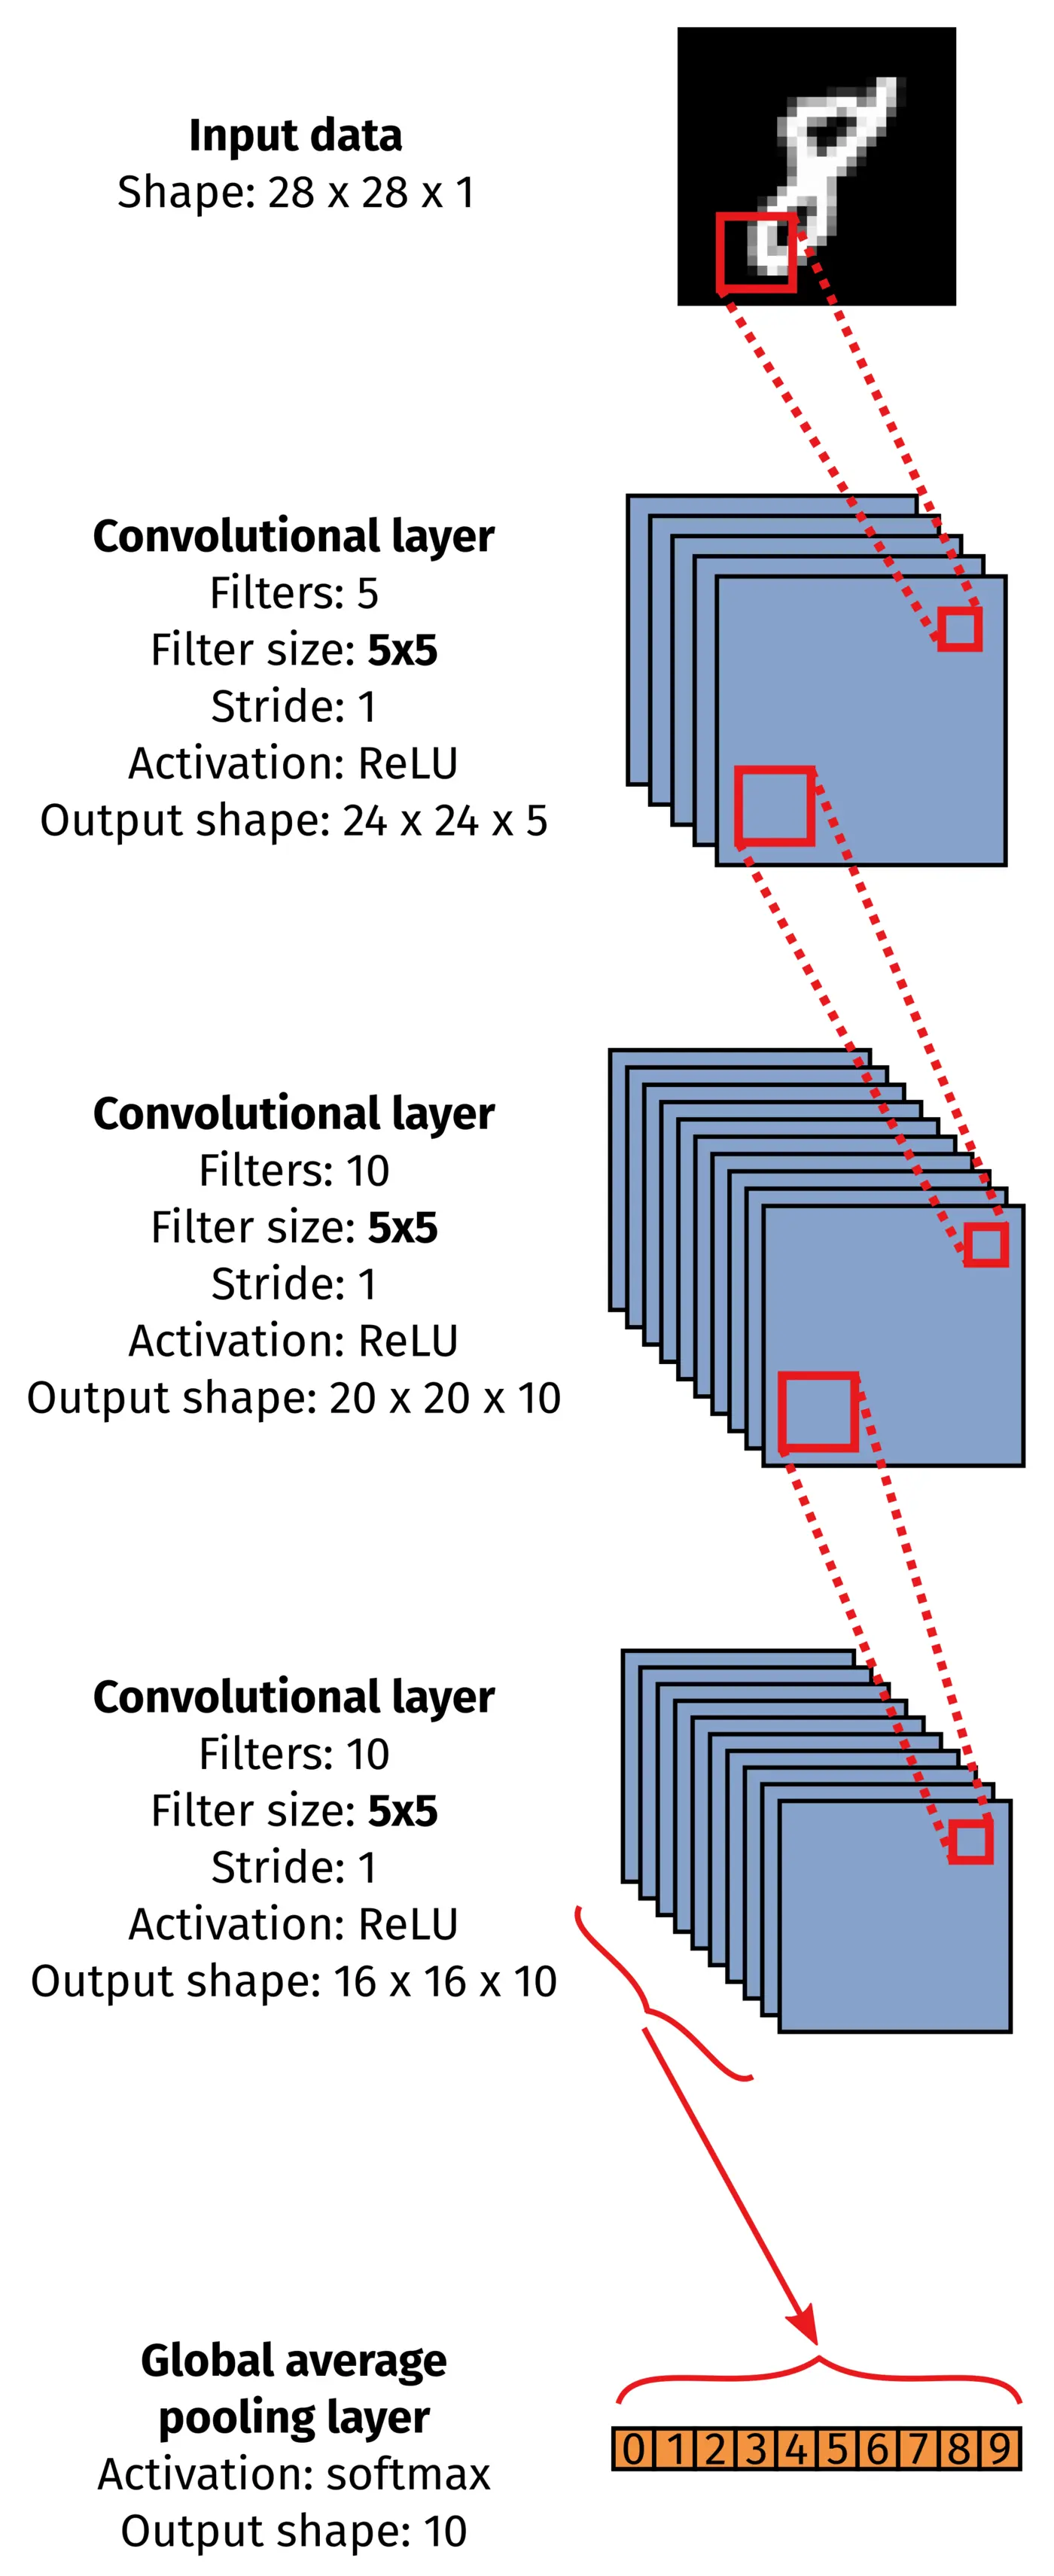 Input data
Shape: 28 x 28 x 1
Convolutional layer
Filters: 5
Filter size: 5x5
Stride: 1
Activation: ReLU
Output shape: 24 x 24 x 5
Convolutional layer
Filters: 10
Filter size: 5x5
Stride: 1
Activation: ReLU
Output shape: 20 x 20 x 10
Convolutional layer
Filters: 10
Filter size: 5x5
Stride: 1
Activation: ReLU
Output shape: 16 x 16 x 10
Global average
pooling layer
Activation: softmax
Output shape: 10
0 1 2 3 4 5 6 7 8 9